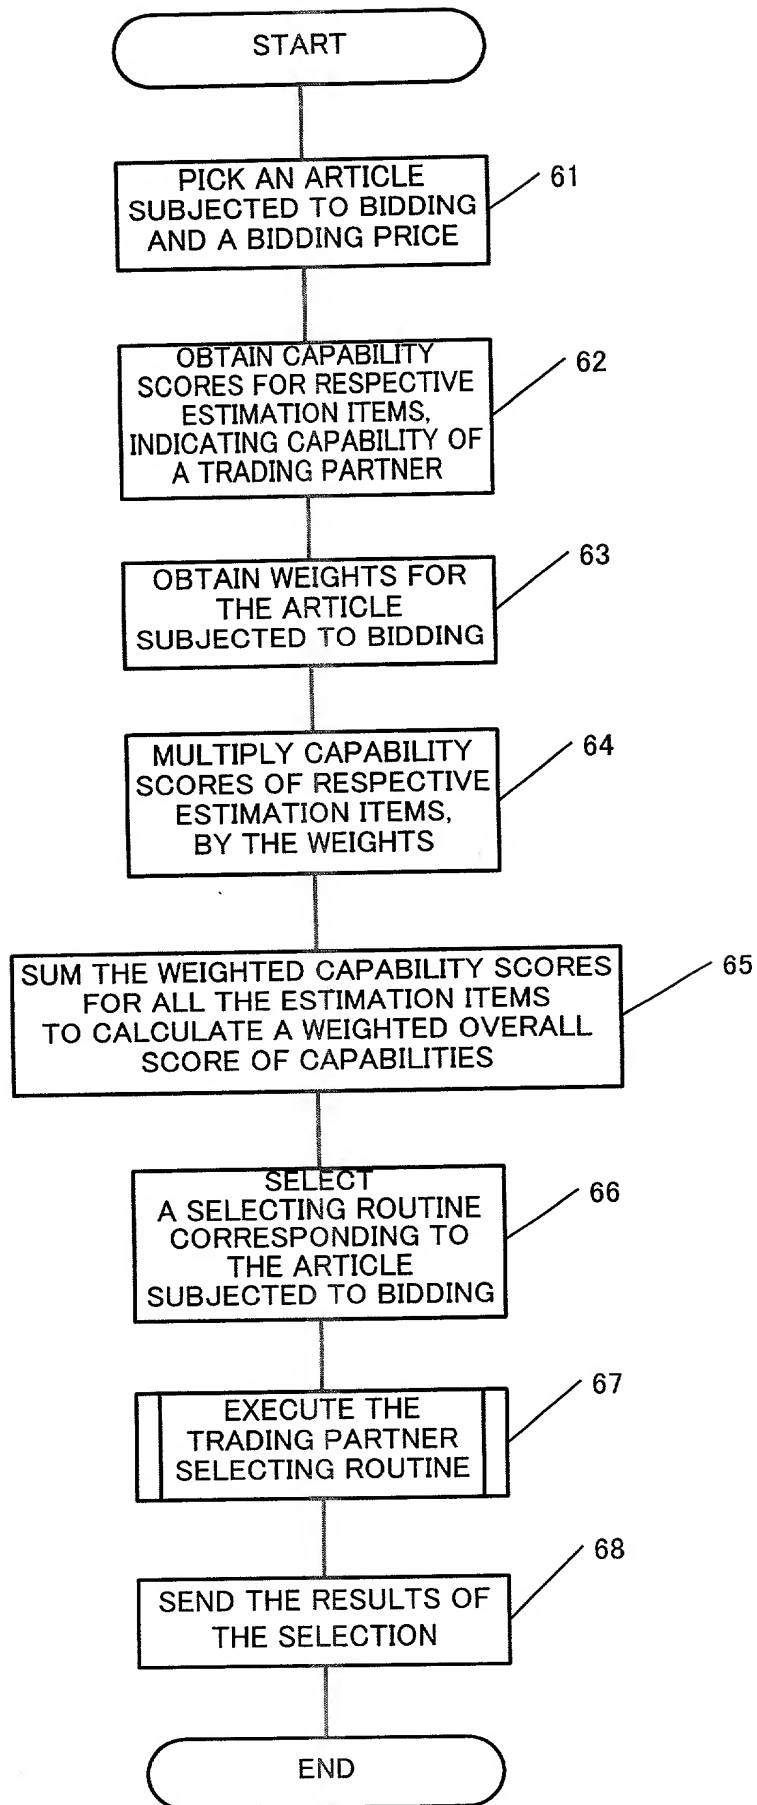 START
PICK AN ARTICLE
SUBJECTED TO BIDDING
AND A BIDDING PRICE
61
OBTAIN CAPABILITY
SCORES FOR RESPECTIVE
ESTIMATION ITEMS,
INDICATING CAPABILITY OF
A TRADING PARTNER
62
OBTAIN WEIGHTS FOR
THE ARTICLE
SUBJECTED TO BIDDING
63
MULTIPLY CAPABILITY
SCORES OF RESPECTIVE
ESTIMATION ITEMS,
BY THE WEIGHTS
64
SUM THE WEIGHTED CAPABILITY SCORES
FOR ALL THE ESTIMATION ITEMS
TO CALCULATE A WEIGHTED OVERALL
SCORE OF CAPABILITIES
65
SELECT
A SELECTING ROUTINE
CORRESPONDING TO
THE ARTICLE
SUBJECTED TO BIDDING
66
EXECUTE THE
TRADING PARTNER
SELECTING ROUTINE
67
SEND THE RESULTS OF
THE SELECTION
68
END